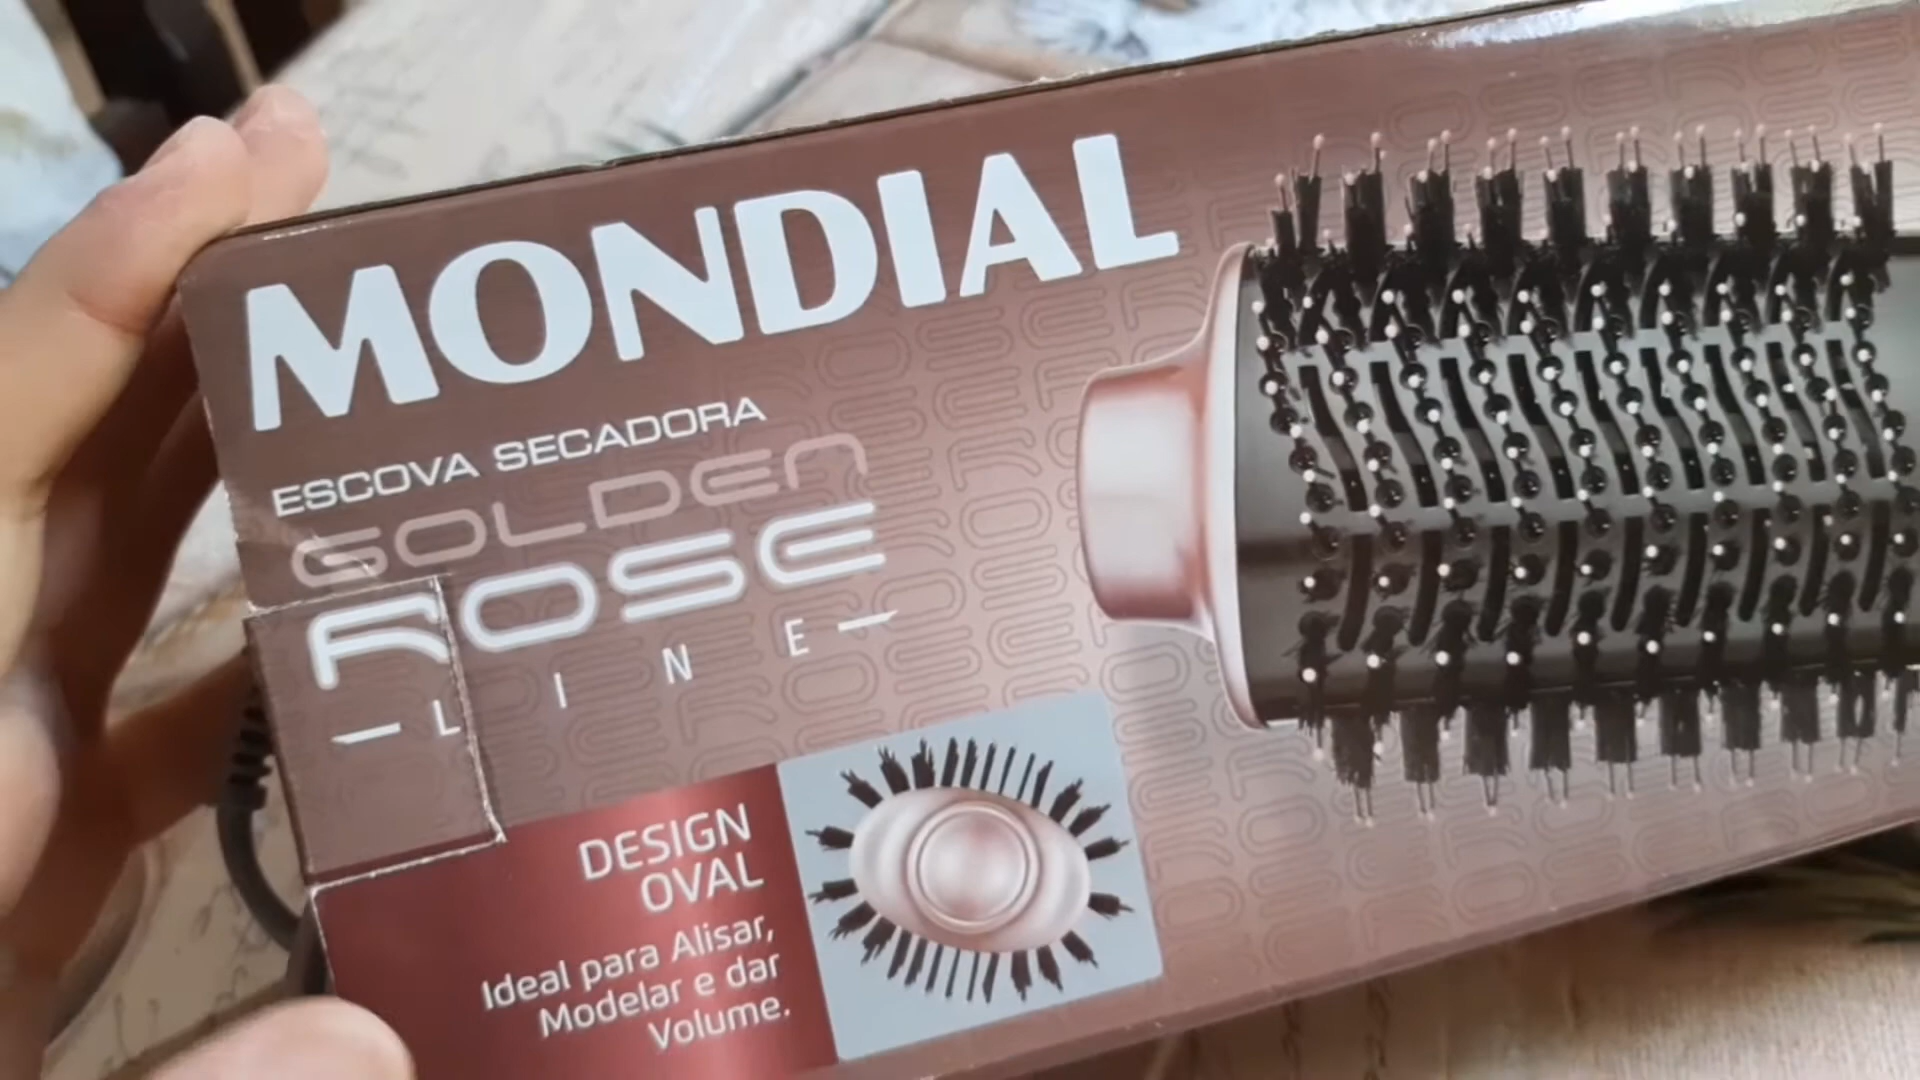 MONDIAL
ESCOVA SECADORA
GOLDEN
ROSE
LINE
DESIGN
OVAL
Ideal para Alisar,
Modelar e dar
Volume.